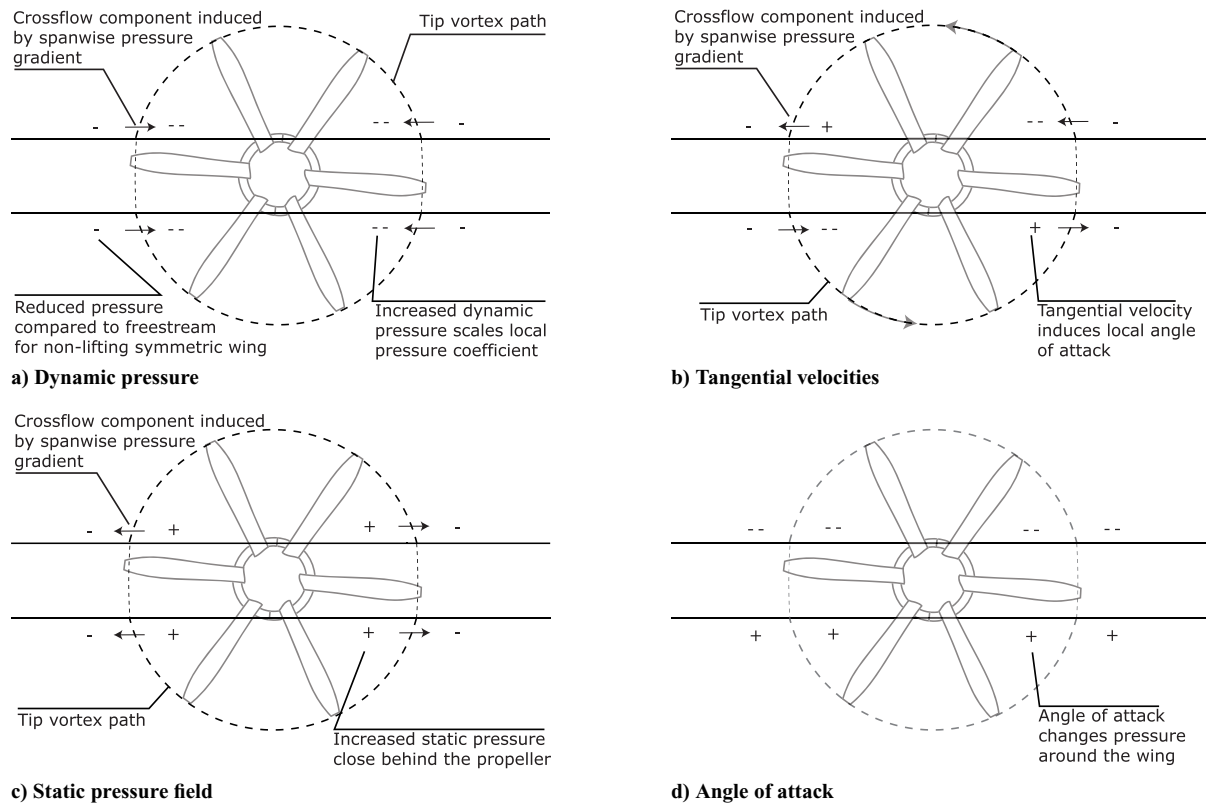 Crossflow component induced
by spanwise pressure
gradient
Tip vortex path
- -- -- -
- -- -- -
Reduced pressure
compared to freestream
for non-lifting symmetric wing
Increased dynamic
pressure scales local
pressure coefficient
a) Dynamic pressure
Crossflow component induced
by spanwise pressure
gradient
- + -- -
- -- + -
Tip vortex path
Tangential velocity
induces local angle
of attack
b) Tangential velocities
Crossflow component induced
by spanwise pressure
gradient
- + + -
- + + -
Tip vortex path
Increased static pressure
close behind the propeller
c) Static pressure field
-- -- -- --
+ + + +
Angle of attack
changes pressure
around the wing
d) Angle of attack